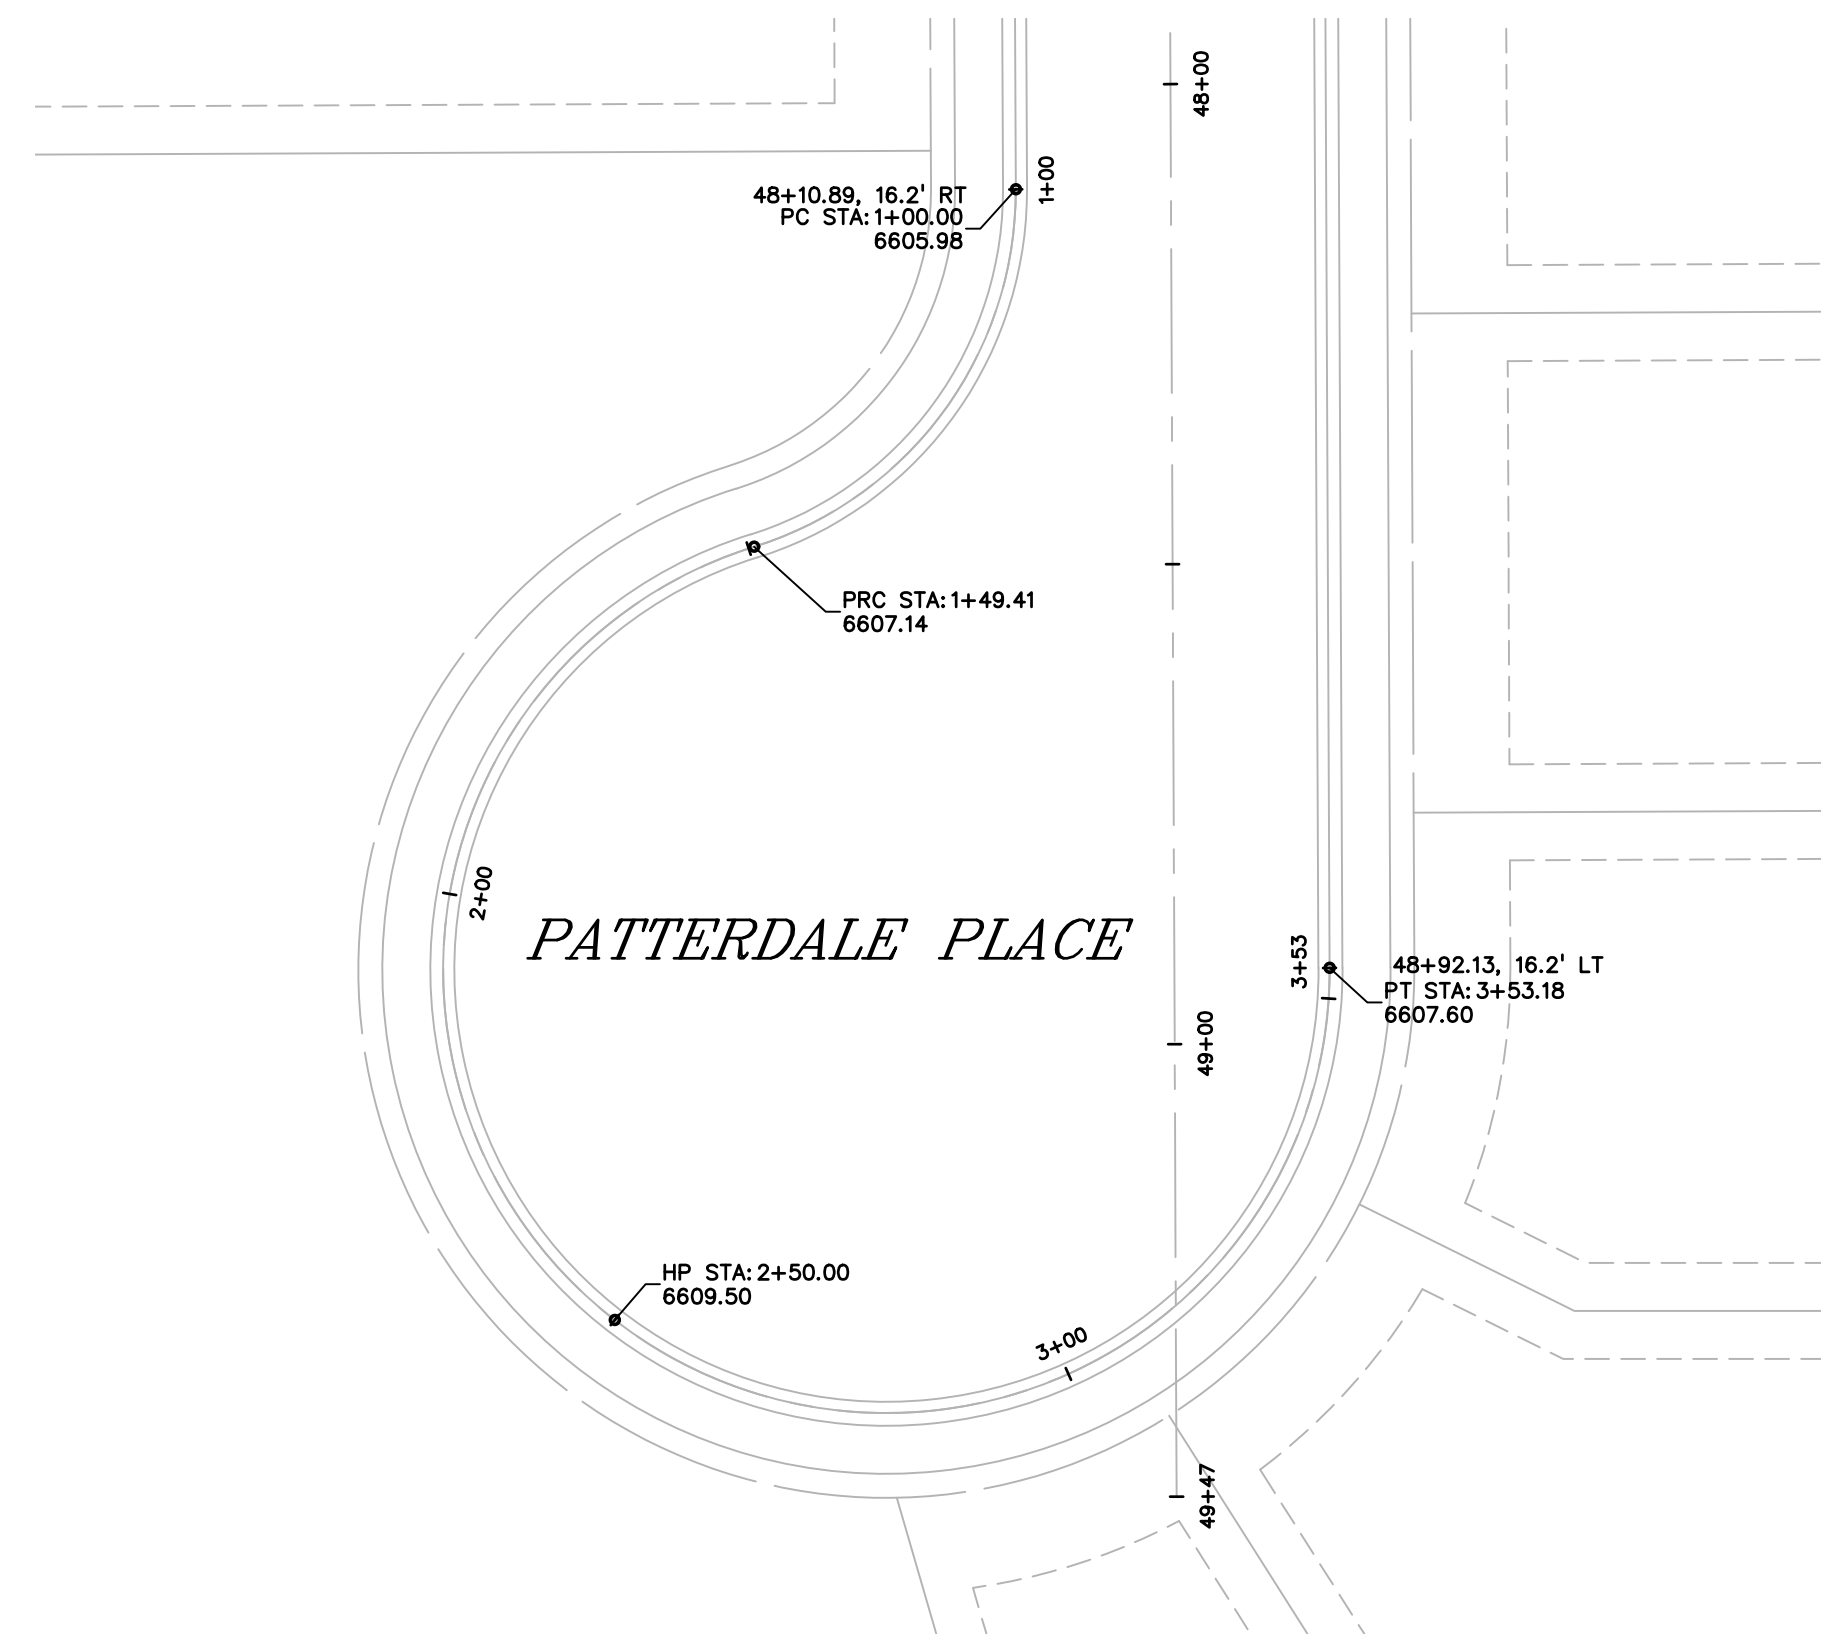 48+00
1+00
48+10.89, 16.2' RT
PC STA: 1+00.00
6605.98
PRC STA: 1+49.41
6607.14
2+00
PATTERDALE PLACE
3+53
48+92.13, 16.2' LT
PT STA: 3+53.18
6607.60
49+00
HP STA: 2+50.00
6609.50
3+00
49+47